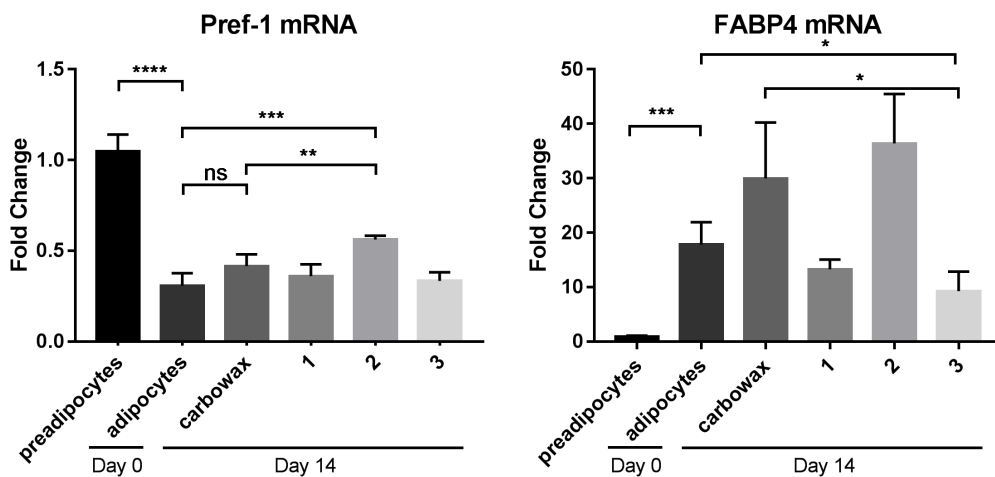 Pref-1 mRNA
Fold Change
1.5
1.0
0.5
0.0
****
***
**
ns
preadipocytes
adipocytes
carbowax
1
2
3
Day 0
Day 14
FABP4 mRNA
Fold Change
50
40
30
20
10
0
*
*
***
preadipocytes
adipocytes
carbowax
1
2
3
Day 0
Day 14